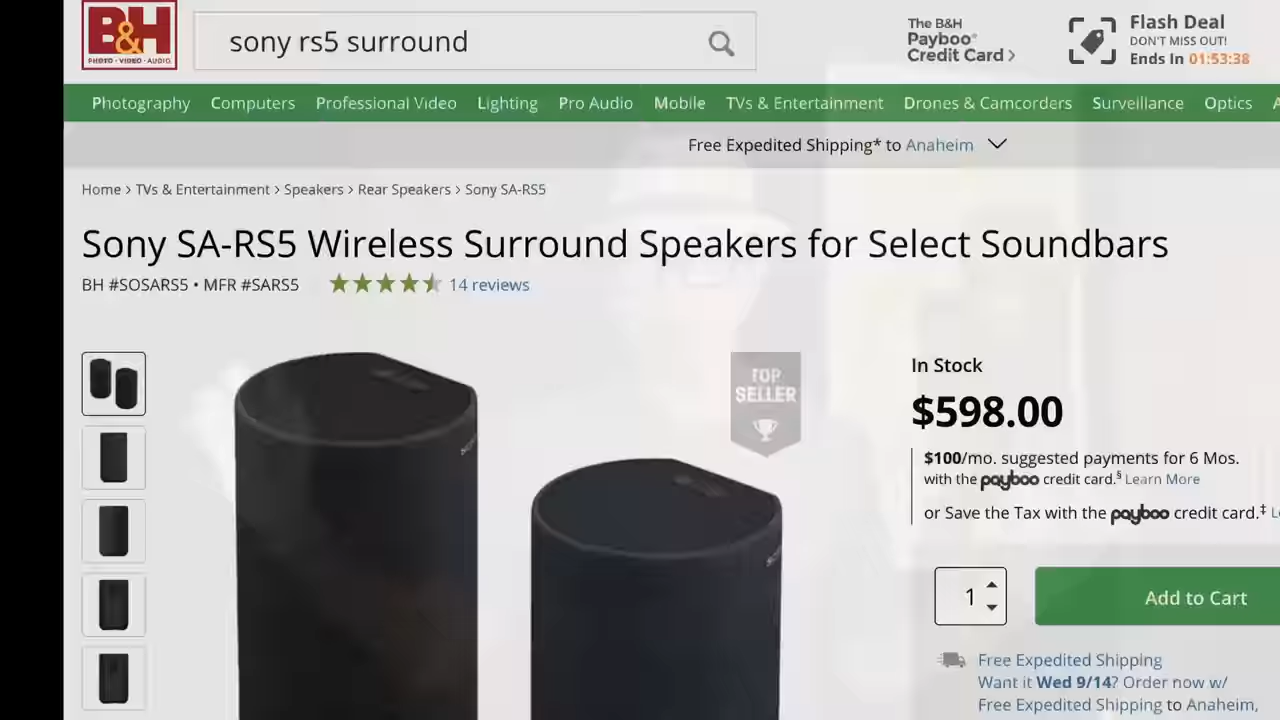 B&H
PHOTO • VIDEO • AUDIO
sony rs5 surround
The B&H
Payboo®
Credit Card >
Flash Deal
DON'T MISS OUT!
Ends In 01:53:38
Photography Computers Professional Video Lighting Pro Audio Mobile TVs & Entertainment Drones & Camcorders Surveillance Optics
Free Expedited Shipping* to Anaheim
Home > TVs & Entertainment > Speakers > Rear Speakers > Sony SA-RS5
Sony SA-RS5 Wireless Surround Speakers for Select Soundbars
BH #SOSARS5 • MFR #SARS5 14 reviews
TOP
SELLER
In Stock
$598.00
$100/mo. suggested payments for 6 Mos.
with the payboo credit card.§ Learn More
or Save the Tax with the payboo credit card.‡
1
Add to Cart
Free Expedited Shipping
Want it Wed 9/14? Order now w/
Free Expedited Shipping to Anaheim,